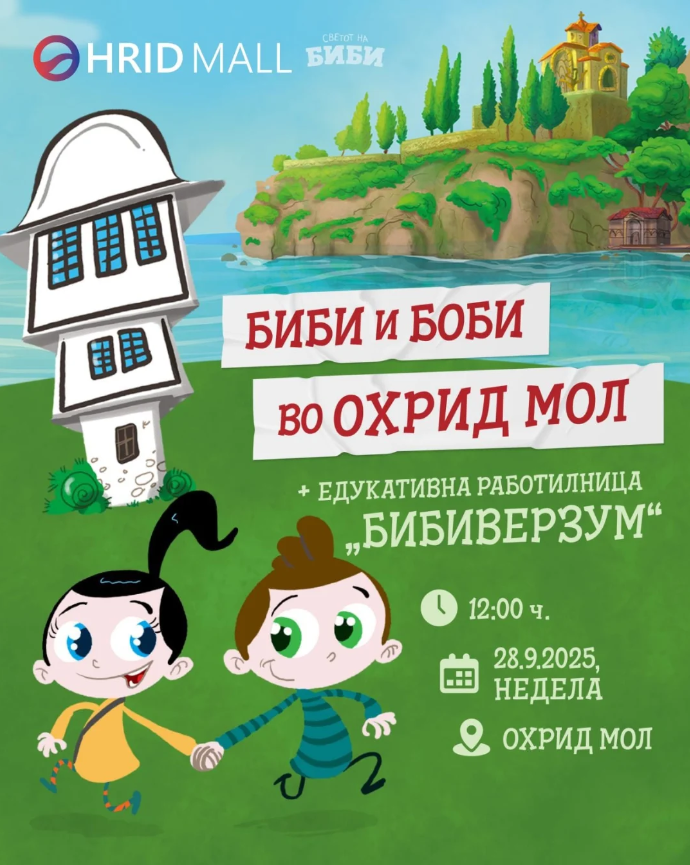 OHRID MALL
СВЕТОТ НА
БИБИ
БИБИ И БОБИ
ВО ОХРИД МОЛ
+ ЕДУКАТИВНА РАБОТИЛНИЦА
„БИБИВЕРЗУМ“
12:00 ч.
28.9.2025,
НЕДЕЛА
ОХРИД МОЛ